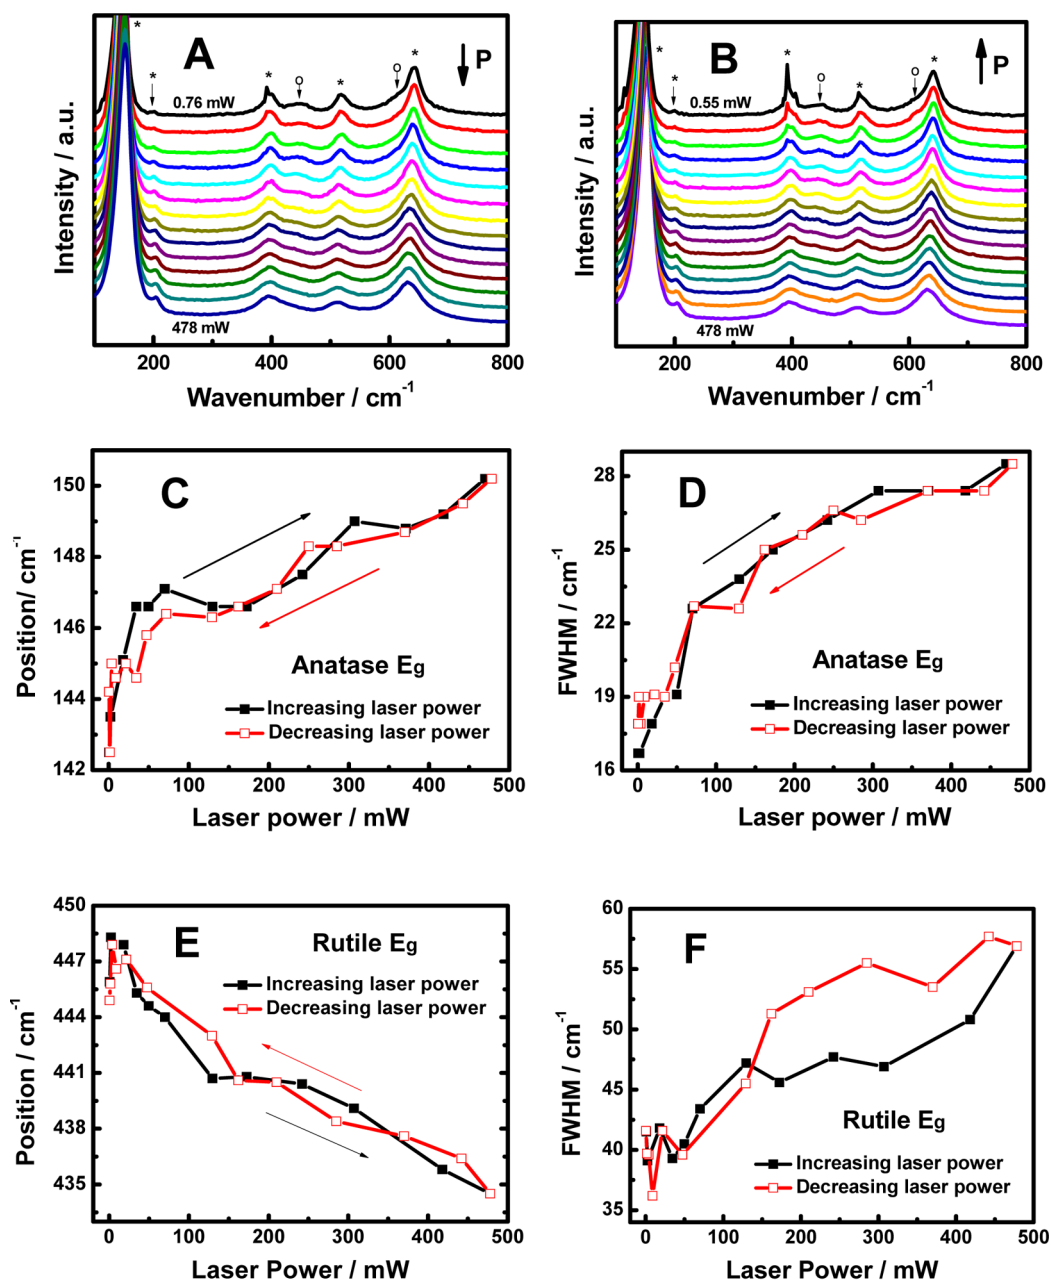 A
P
0.76 mW
478 mW
* * * * *
o o
Intensity / a.u.
200 400 600 800
Wavenumber / cm⁻¹
B
P
0.55 mW
478 mW
* * * * *
o o
Intensity / a.u.
200 400 600 800
Wavenumber / cm⁻¹
C
150
148
146
144
142
Position/ cm⁻¹
Anatase Eg
Increasing laser power
Decreasing laser power
0 100 200 300 400 500
Laser power / mW
D
28
25
22
19
16
FWHM / cm⁻¹
Anatase Eg
Increasing laser power
Decreasing laser power
0 100 200 300 400 500
Laser power / mW
E
450
447
444
441
438
435
Position / cm⁻¹
Rutile Eg
Increasing laser power
Decreasing laser power
0 100 200 300 400 500
Laser Power / mW
F
60
55
50
45
40
35
FWHM / cm⁻¹
Rutile Eg
Increasing laser power
Decreasing laser power
0 100 200 300 400 500
Laser Power / mW